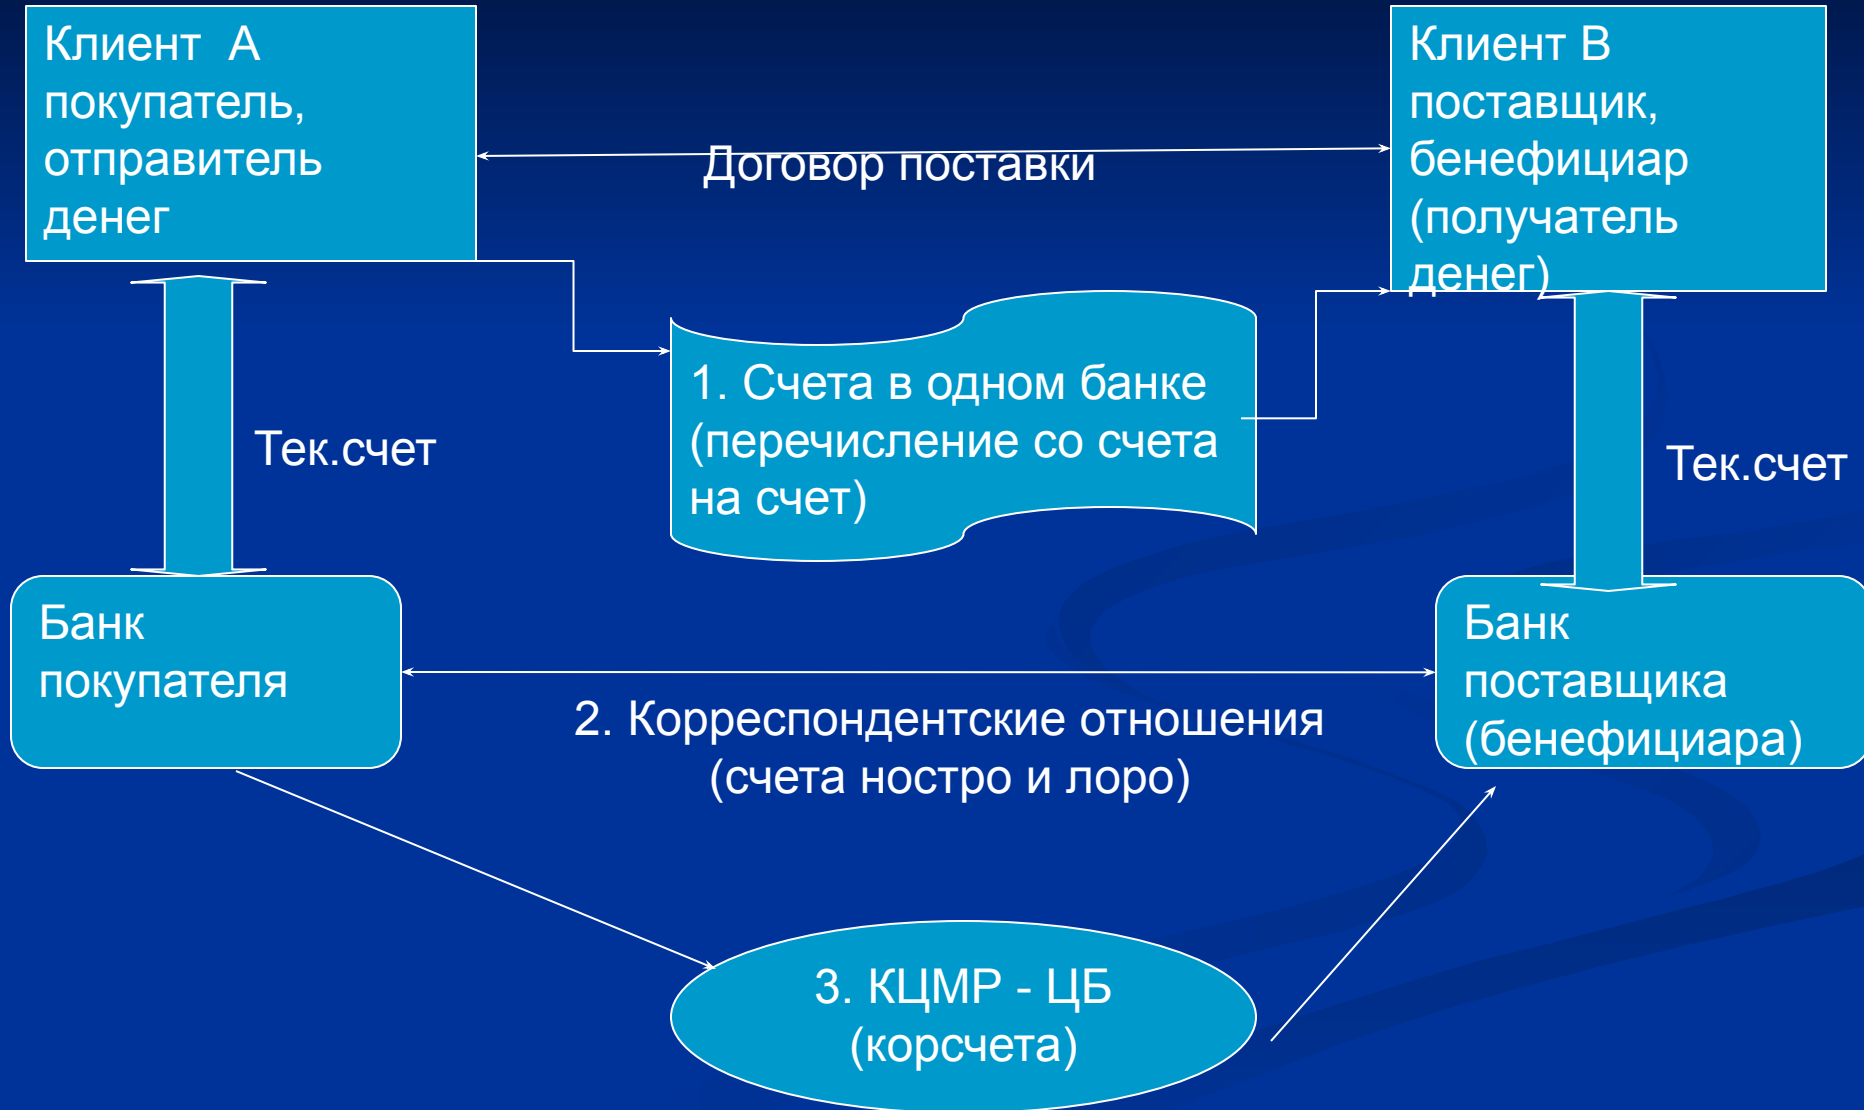 Клиент А
покупатель,
отправитель
денег
Клиент В
поставщик,
бенефициар
(получатель
денег)
Договор поставки
1. Счета в одном банке
(перечисление со счета
на счет)
Тек.счет
Тек.счет
Банк
покупателя
Банк
поставщика
(бенефициара)
2. Корреспондентские отношения
(счета ностро и лоро)
3. КЦМР - ЦБ
(корсчета)